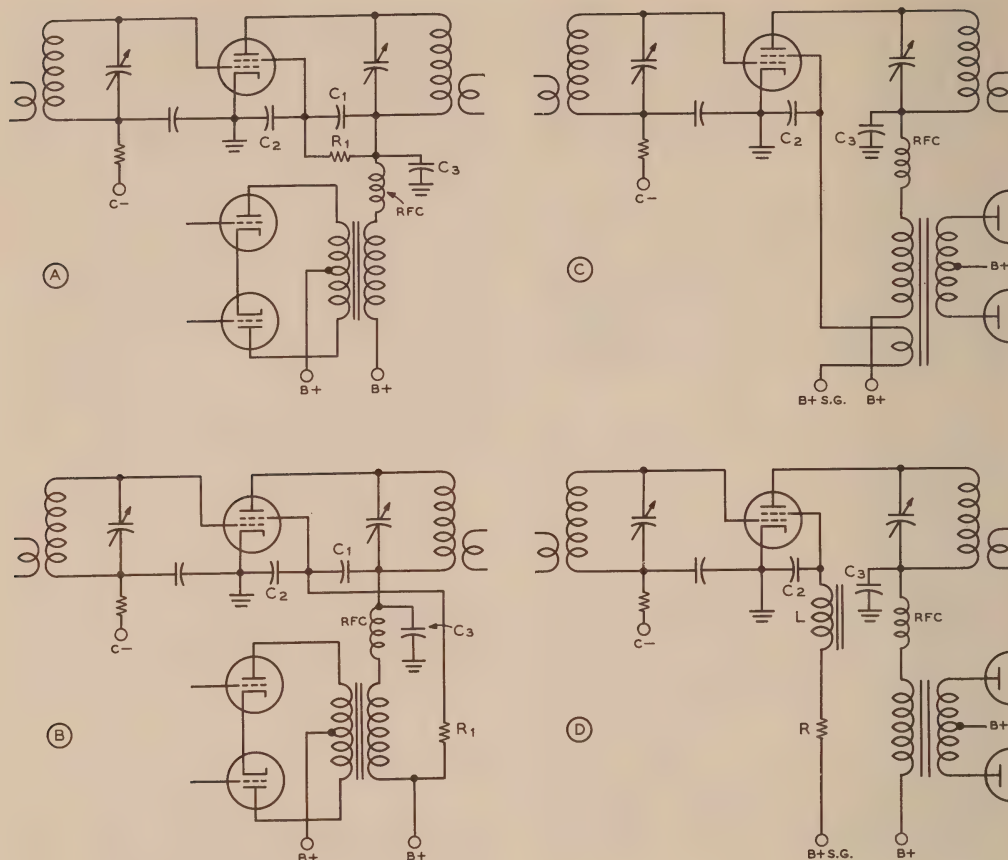 C₁
C₂
R₁
C₃
C-
RFC
A
B+
B+
C₂
C₃
RFC
C-
C
B+
B+ S.G.
B+
C₁
C₂
RFC
C₃
C-
B
R₁
B+
B+
C₂
C₃
L
RFC
C-
D
R
B+
B+ S.G.
B+